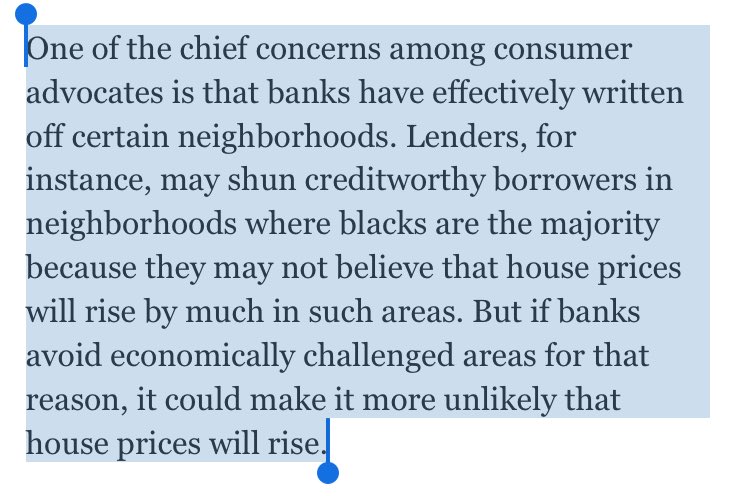 One of the chief concerns among consumer
advocates is that banks have effectively written
off certain neighborhoods. Lenders, for
instance, may shun creditworthy borrowers in
neighborhoods where blacks are the majority
because they may not believe that house prices
will rise by much in such areas. But if banks
avoid economically challenged areas for that
reason, it could make it more unlikely that
house prices will rise.